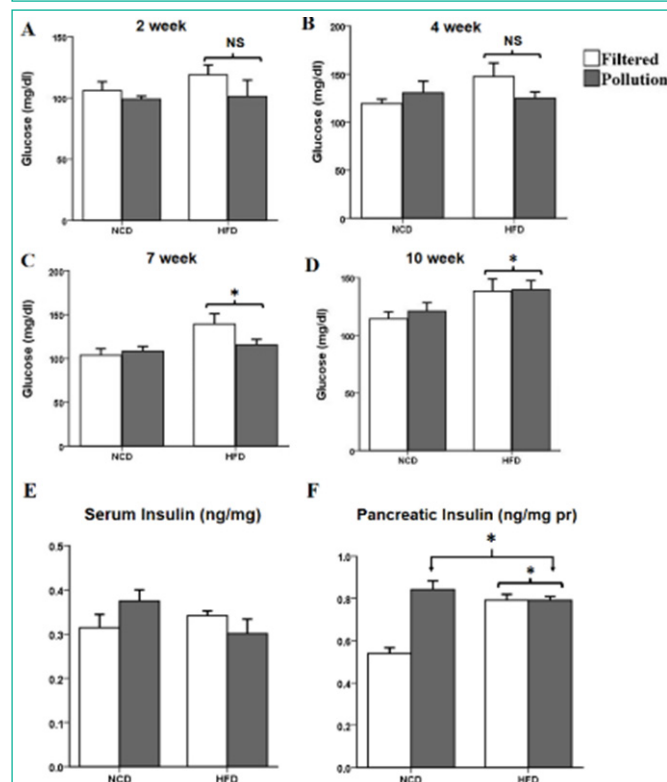 A
2 week
Glucose (mg/dl)
150
100
50
0
NS
NCD
HFD
B
4 week
Glucose (mg/dl)
200
150
100
50
0
NS
NCD
HFD
Filtered
Pollution
C
7 week
Glucose (mg/dl)
200
150
100
50
0
*
NCD
HFD
D
10 week
Glucose (mg/dl)
150
100
50
0
*
NCD
HFD
E
Serum Insulin (ng/mg)
0.5
0.4
0.3
0.2
0.1
0.0
NCD
HFD
F
Pancreatic Insulin (ng/mg pr)
1.0
0.8
0.6
0.4
0.2
0.0
*
*
NCD
HFD